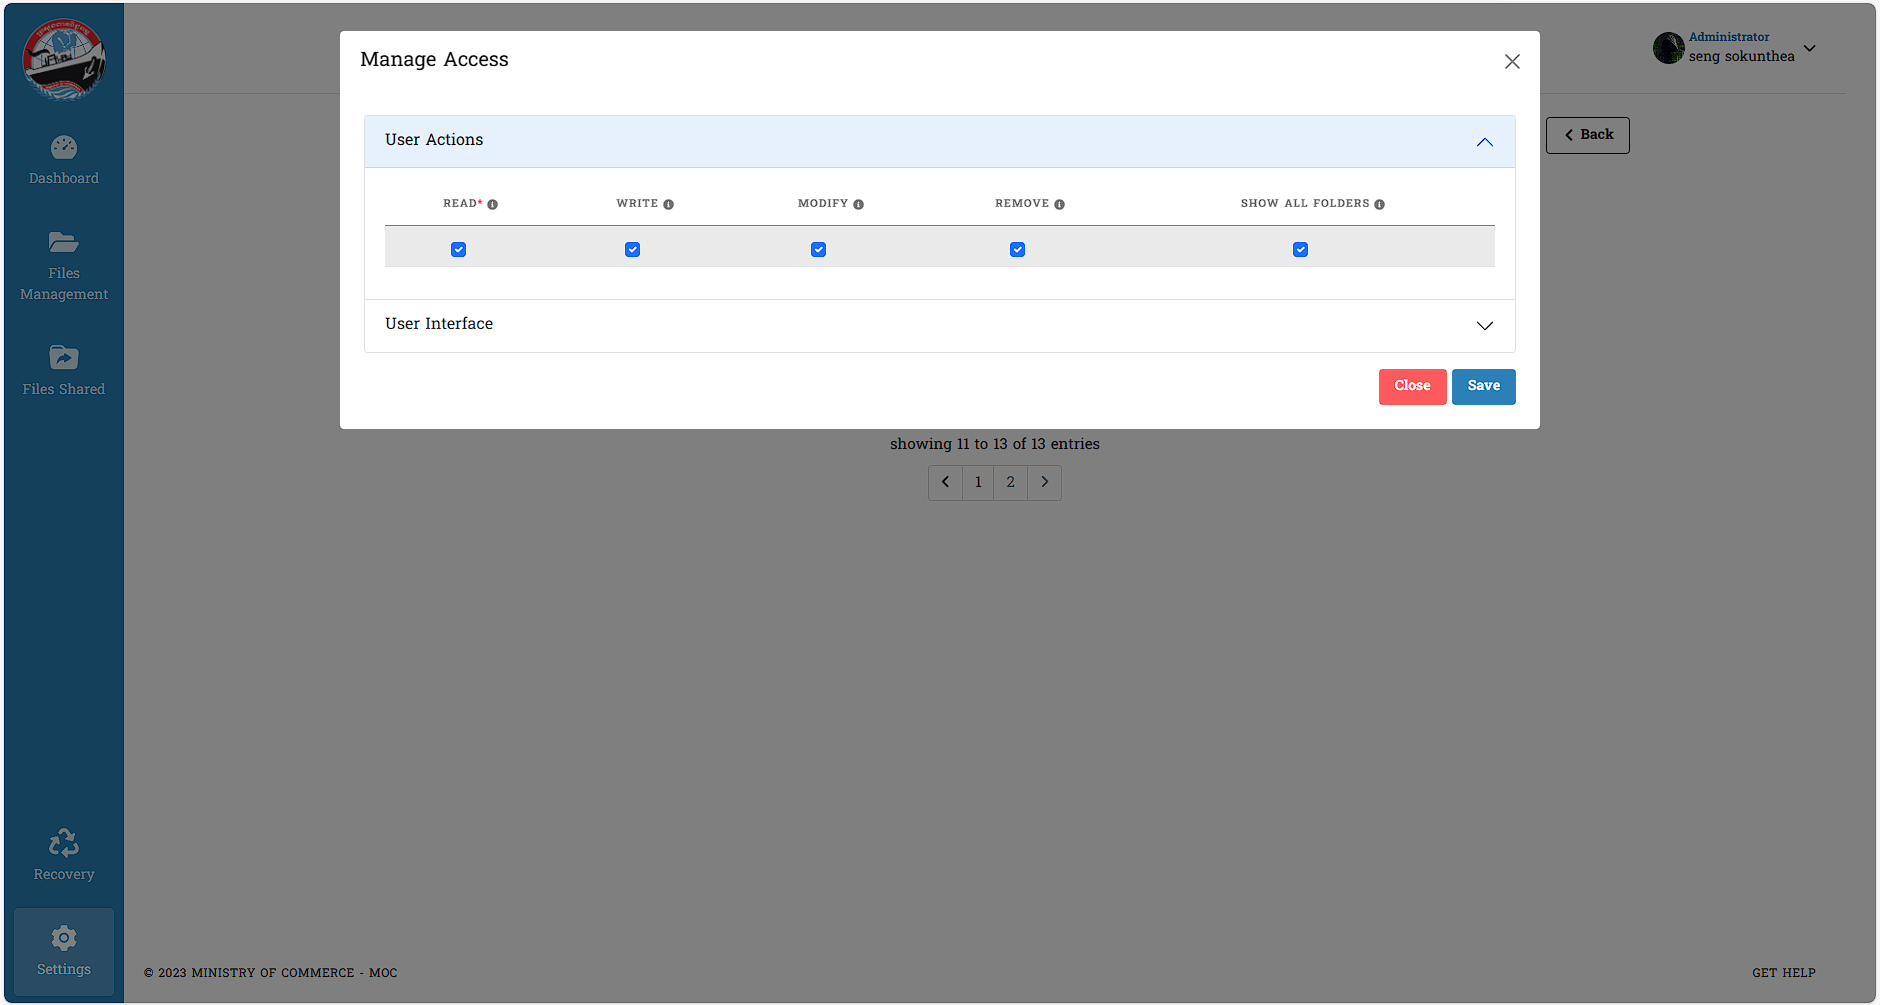 Manage Access
Administrator
seng sokunthea
User Actions
Back
READ*
WRITE
MODIFY
REMOVE
SHOW ALL FOLDERS
User Interface
Close
Save
showing 11 to 13 of 13 entries
1
2
Dashboard
Files
Management
Files Shared
Recovery
Settings
© 2023 MINISTRY OF COMMERCE - MOC
GET HELP